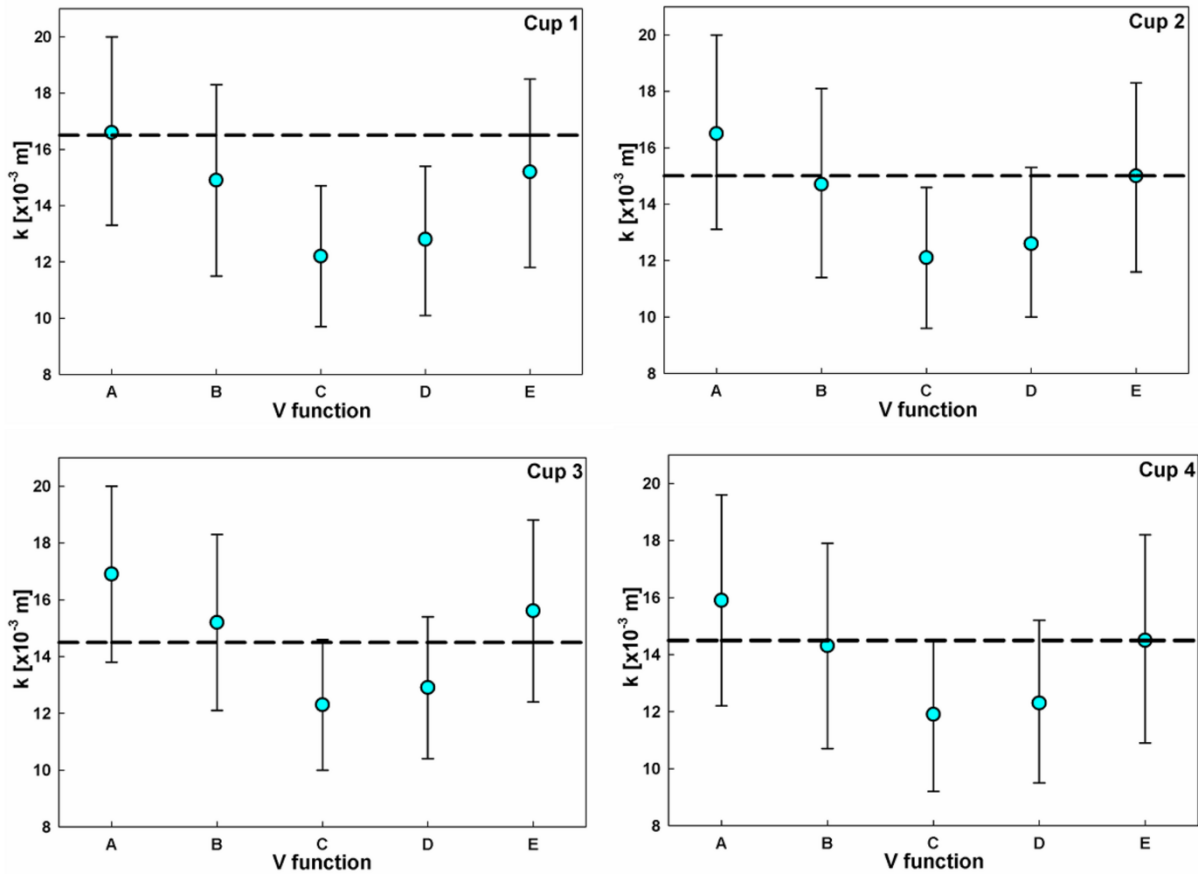 Cup 1
20
18
16
14
12
10
8
k [x10⁻³ m]
A B C D E
V function
Cup 2
20
18
16
14
12
10
8
k [x10⁻³ m]
A B C D E
V function
Cup 3
20
18
16
14
12
10
8
k [x10⁻³ m]
A B C D E
V function
Cup 4
20
18
16
14
12
10
8
k [x10⁻³ m]
A B C D E
V function